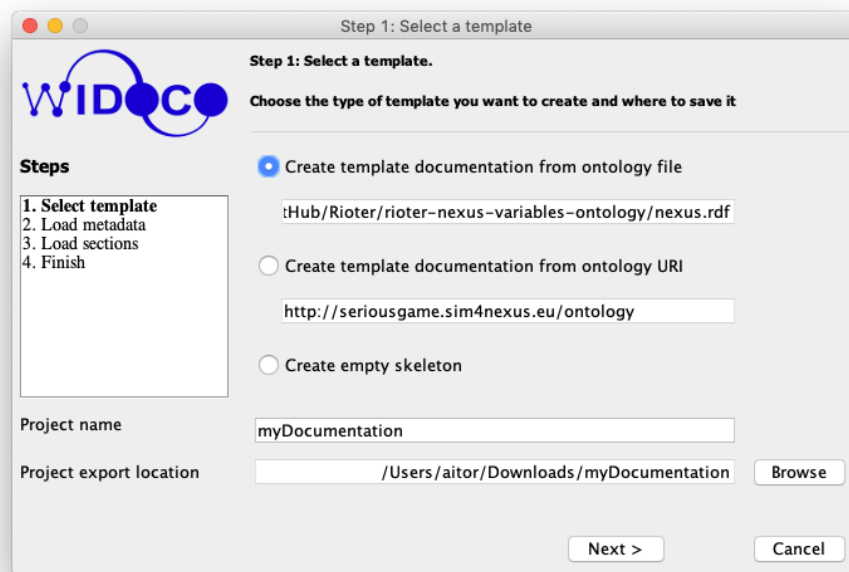 Step 1: Select a template
WIDOCO
Step 1: Select a template.
Choose the type of template you want to create and where to save it
Steps
1. Select template
2. Load metadata
3. Load sections
4. Finish
Create template documentation from ontology file
tHub/Rioter/rioter-nexus-variables-ontology/nexus.rdf
Create template documentation from ontology URI
http://seriousgame.sim4nexus.eu/ontology
Create empty skeleton
Project name
myDocumentation
Project export location
/Users/aitor/Downloads/myDocumentation
Browse
Next >
Cancel